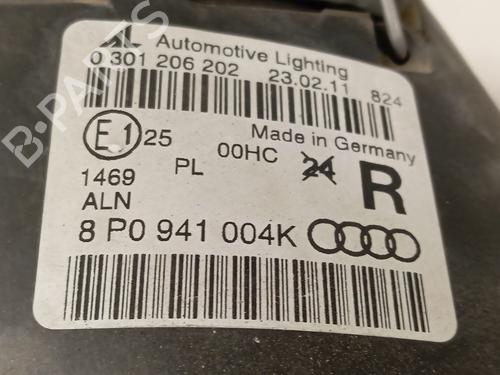 Automotive Lighting
0 301 206 202 23.02.11 824
E1 25 Made in Germany
PL 00HC 24 R
1469
ALN
8 P0 941 004K
B-PARTS